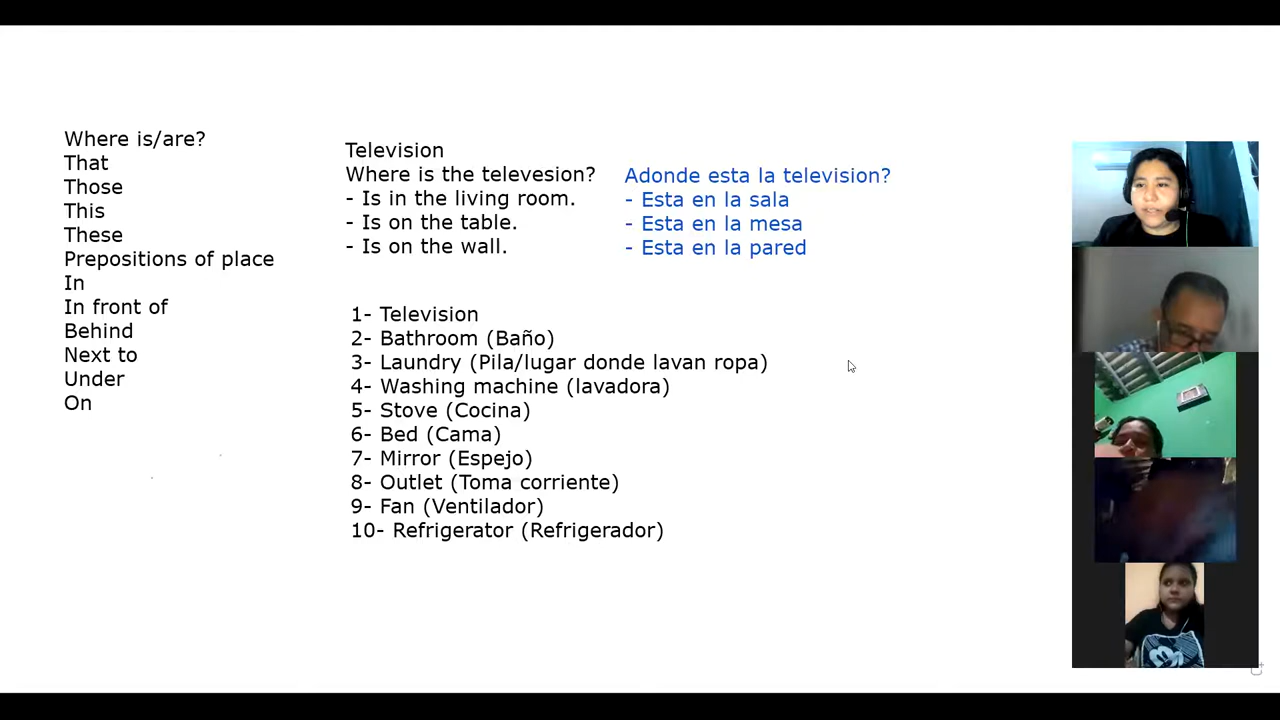 Where is/are?
That
Those
This
These
Prepositions of place
In
In front of
Behind
Next to
Under
On
Television
Where is the televesion?
- Is in the living room.
- Is on the table.
- Is on the wall.
Adonde esta la television?
- Esta en la sala
- Esta en la mesa
- Esta en la pared
1- Television
2- Bathroom (Baño)
3- Laundry (Pila/lugar donde lavan ropa)
4- Washing machine (lavadora)
5- Stove (Cocina)
6- Bed (Cama)
7- Mirror (Espejo)
8- Outlet (Toma corriente)
9- Fan (Ventilador)
10- Refrigerator (Refrigerador)